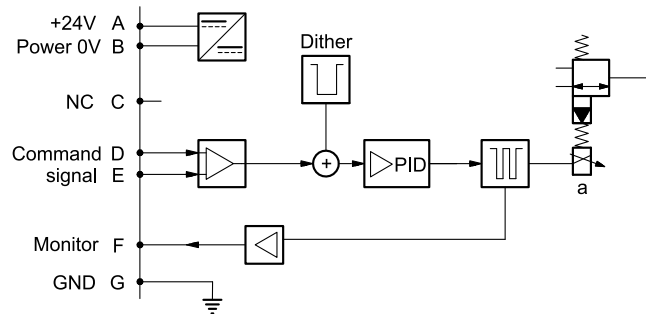 +24V A
Power 0V B
Dither
NC C
Command D
signal E
+
PID
a
Monitor F
GND G